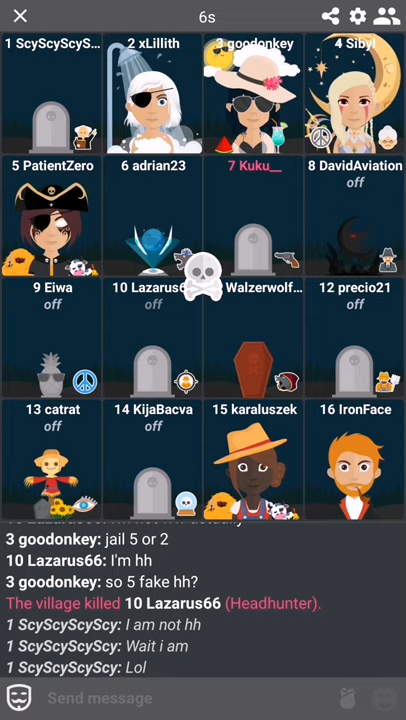 6s
1 ScyScyScyS...
2 xLillith
3 goodonkey
4 Sibyl
5 PatientZero
6 adrian23
7 Kuku__
8 DavidAviation
off
9 Eiwa
off
10 Lazarus6
off
Walzerwolf...
12 precio21
off
13 catrat
off
14 KijaBacva
off
15 karaluszek
16 IronFace
3 goodonkey: jail 5 or 2
10 Lazarus66: I'm hh
3 goodonkey: so 5 fake hh?
The village killed 10 Lazarus66 (Headhunter).
1 ScyScyScyScy: I am not hh
1 ScyScyScyScy: Wait i am
1 ScyScyScyScy: Lol
Send message